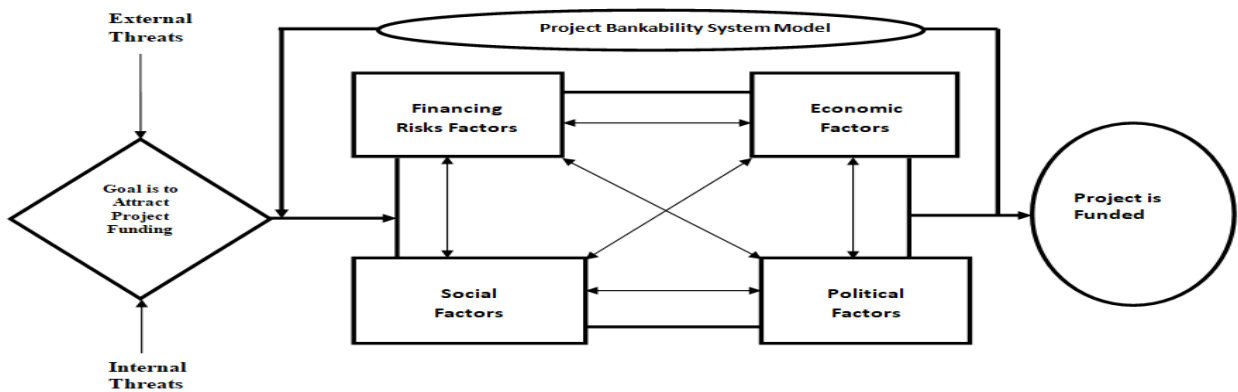 External
Threats
Project Bankability System Model
Financing
Risks Factors
Economic
Factors
Goal is to
Attract
Project
Funding
Project is
Funded
Social
Factors
Political
Factors
Internal
Threats